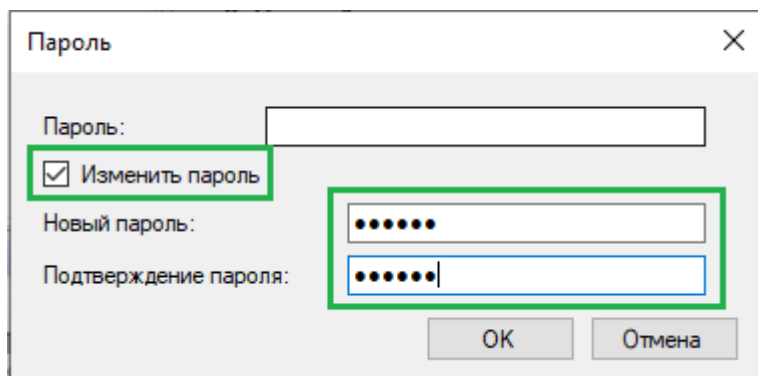 Пароль
Пароль:
Изменить пароль
Новый пароль: ●●●●●●
Подтверждение пароля: ●●●●●●
OK Отмена